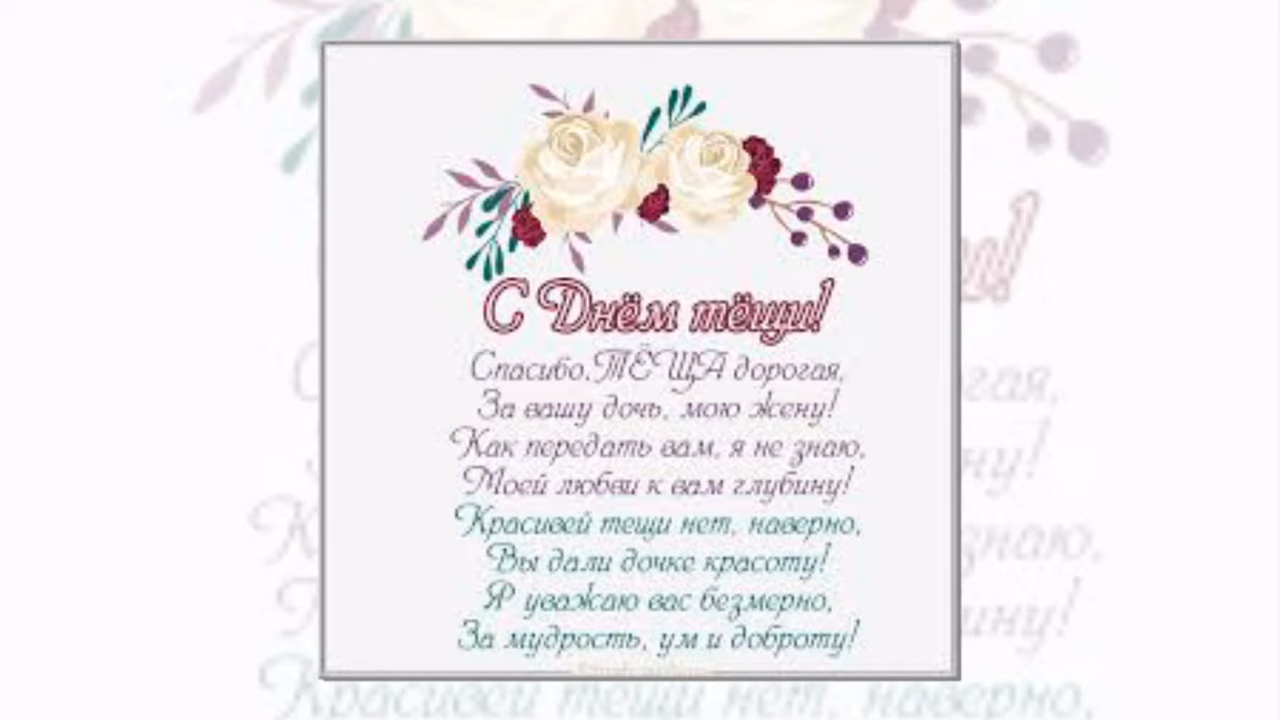 С Днём тёщи!
Спасибо, ТЁЩА дорогая,
За вашу дочь, мою жену!
Как передать вам, я не знаю,
Моей любви к вам глубину!
Красивей тещи нет, наверно,
Вы дали дочке красоту!
Я уважаю вас безмерно,
За мудрость, ум и доброту!